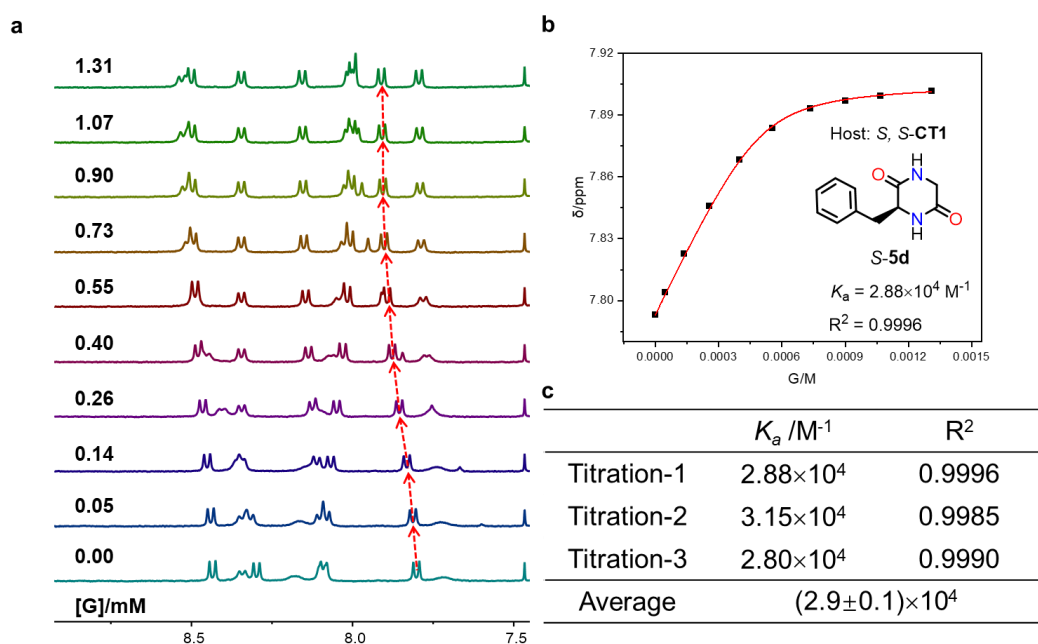 a
1.31
1.07
0.90
0.73
0.55
0.40
0.26
0.14
0.05
0.00
[G]/mM
8.5 8.0 7.5
b
7.92
7.89
7.86
7.83
7.80
δ/ppm
0.0000 0.0003 0.0006 0.0009 0.0012 0.0015
G/M
Host: S, S-CT1
H
O N
N O
H
S-5d
Kₐ = 2.88×10⁴ M⁻¹
R² = 0.9996
c
Kₐ /M⁻¹ R²
Titration-1 2.88×10⁴ 0.9996
Titration-2 3.15×10⁴ 0.9985
Titration-3 2.80×10⁴ 0.9990
Average (2.9±0.1)×10⁴